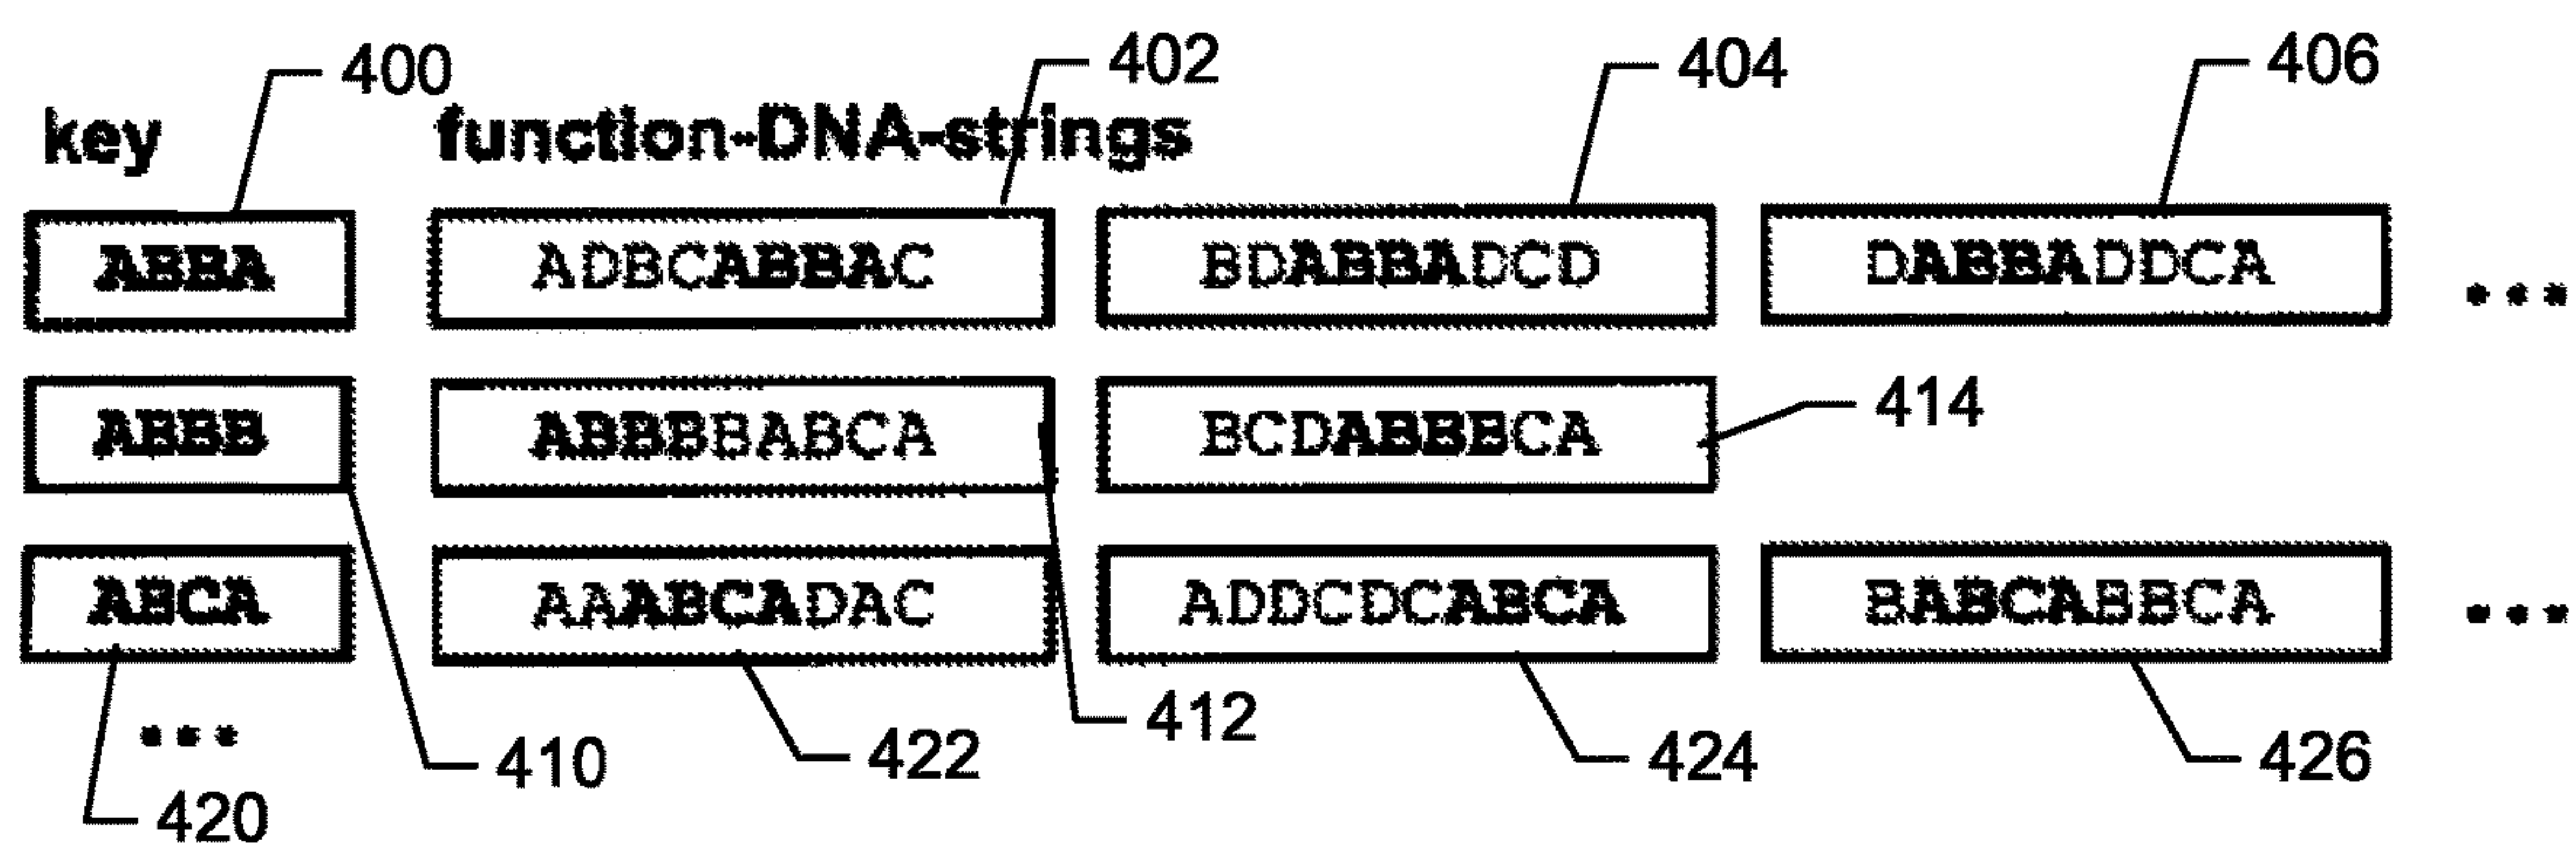 400 402 404 406
key function-DNA-strings
ABBA ADBCABBAC BDABBADCD DABBADDCA ...
ABBB ABBBBABCA BCDABBBCA 414
ABCA AAABCADAC ADDCDCABCA BABCABBCA ...
... 410 422 412 424 426
420